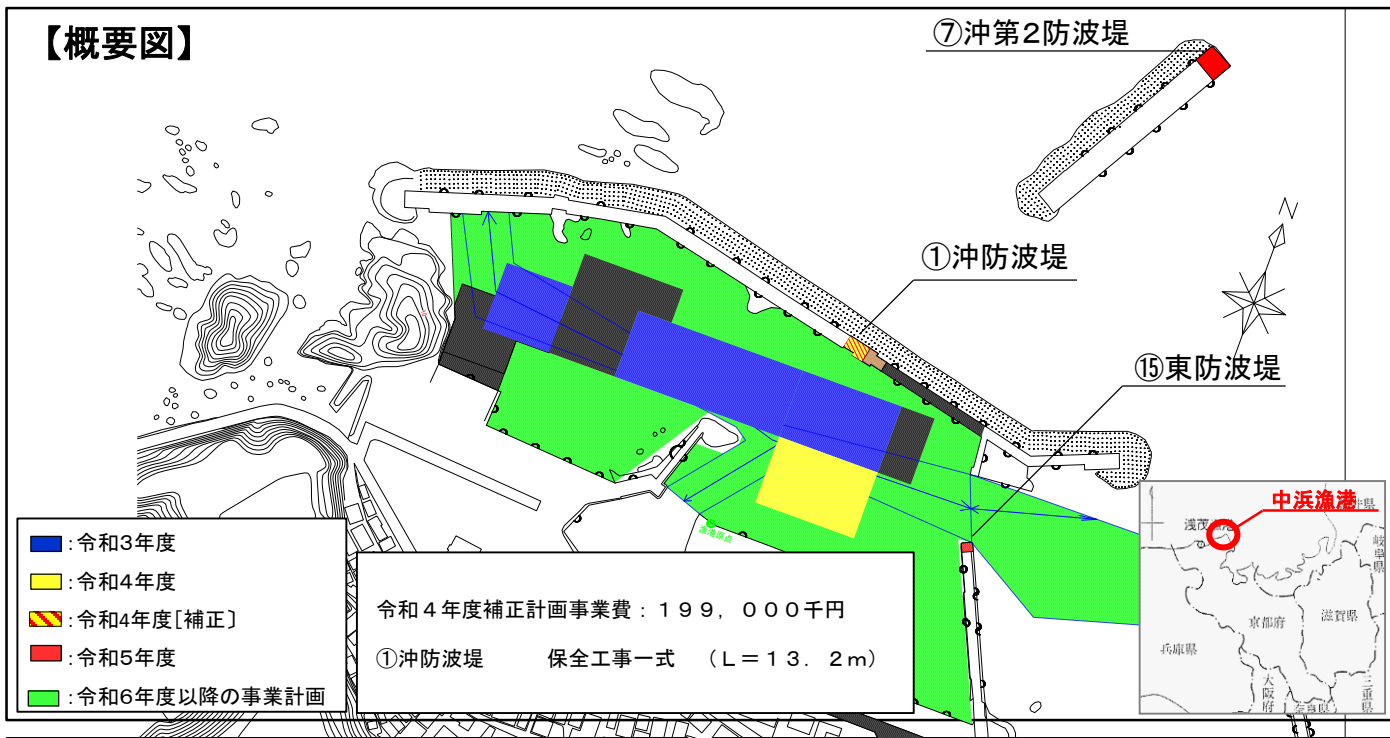 【概要図】
⑦沖第2防波堤
N
①沖防波堤
⑮東防波堤
:令和3年度
:令和4年度
:令和4年度[補正〕
:令和5年度
:令和6年度以降の事業計画
令和4年度補正計画事業費:199,000千円
①沖防波堤 保全工事一式 (L=13.2m)
中浜漁港
浅茂漁港
岐阜県
京都府
滋賀県
兵庫県
大阪府
三重県
奈良県